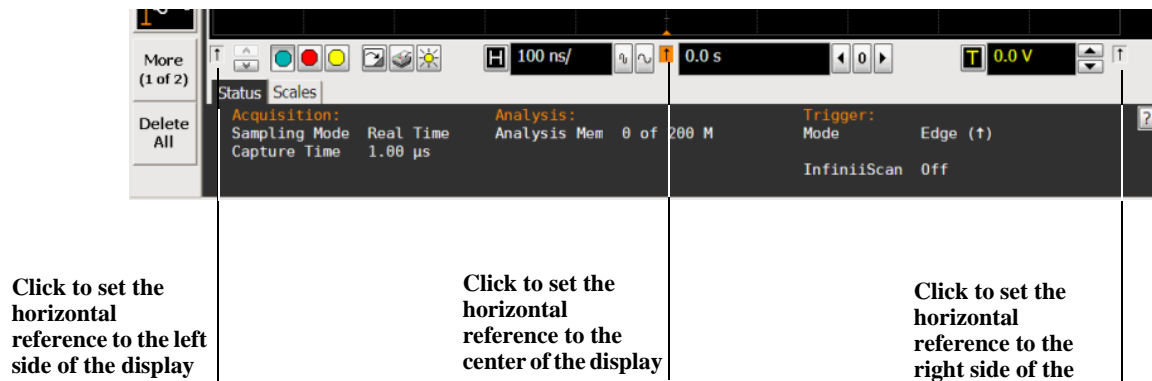 More
(1 of 2)
H 100 ns/ 0.0 s 0 T 0.0 V
Status Scales
Delete
All
Acquisition:
Sampling Mode Real Time
Capture Time 1.00 µs
Analysis:
Analysis Mem 0 of 200 M
Trigger:
Mode Edge (↑)
InfiniiScan Off
?
Click to set the
horizontal
reference to the left
side of the display
Click to set the
horizontal
reference to the
center of the display
Click to set the
horizontal
reference to the
right side of the